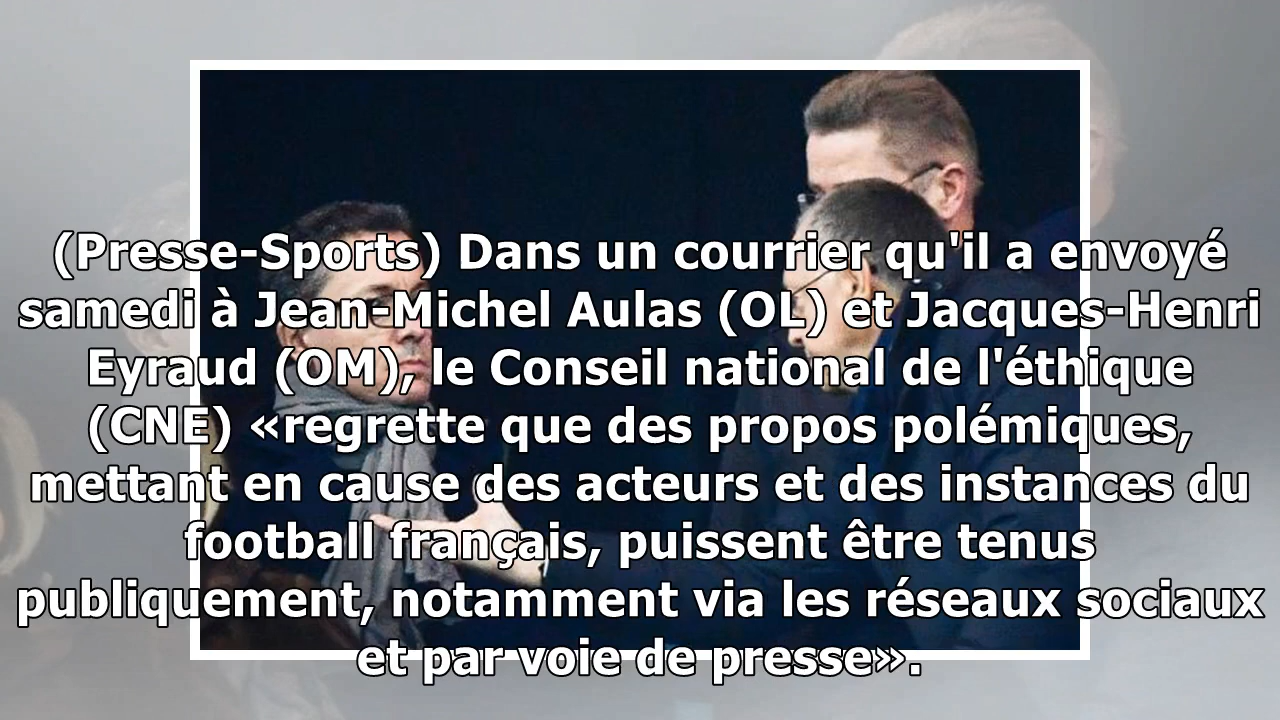 (Presse-Sports) Dans un courrier qu'il a envoyé
samedi à Jean-Michel Aulas (OL) et Jacques-Henri
Eyraud (OM), le Conseil national de l'éthique
(CNE) «regrette que des propos polémiques,
mettant en cause des acteurs et des instances du
football français, puissent être tenus
publiquement, notamment via les réseaux sociaux
et par voie de presse».